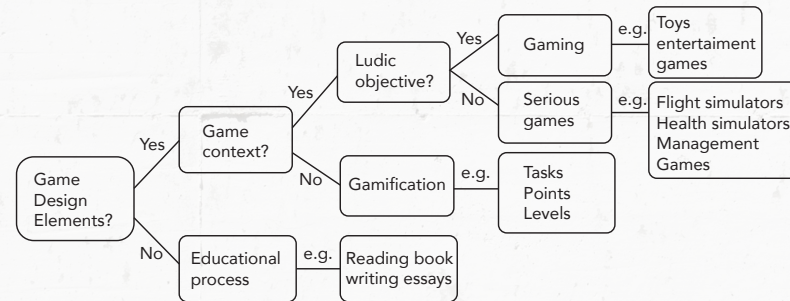 Game
Design
Elements?
Yes
No
Game
context?
Educational
process
e.g.
Reading book
writing essays
Yes
No
Ludic
objective?
Gamification
e.g.
Tasks
Points
Levels
Yes
No
Gaming
e.g.
Toys
entertaiment
games
Serious
games
e.g.
Flight simulators
Health simulators
Management
Games